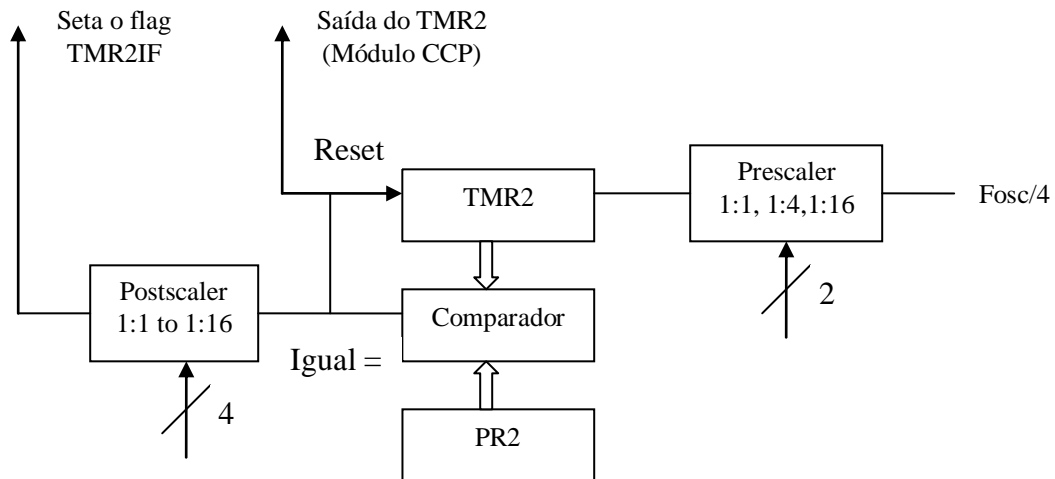 Seta o flag
TMR2IF
Saída do TMR2
(Módulo CCP)
Reset
TMR2
Prescaler
1:1, 1:4,1:16
Fosc/4
2
Postscaler
1:1 to 1:16
Comparador
Igual =
4
PR2